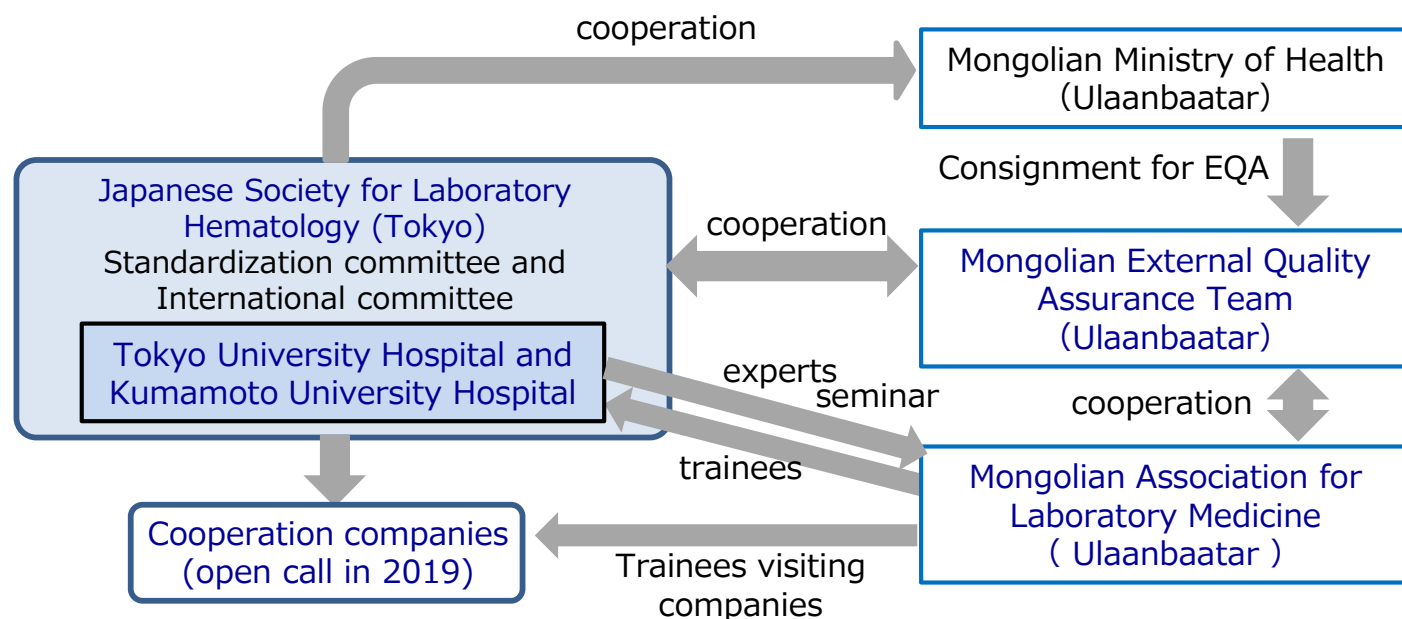 cooperation
Mongolian Ministry of Health
(Ulaanbaatar)
Consignment for EQA
Japanese Society for Laboratory
Hematology (Tokyo)
Standardization committee and
International committee
cooperation
Mongolian External Quality
Assurance Team
(Ulaanbaatar)
Tokyo University Hospital and
Kumamoto University Hospital
experts
seminar
cooperation
trainees
Mongolian Association for
Laboratory Medicine
( Ulaanbaatar )
Cooperation companies
(open call in 2019)
Trainees visiting
companies